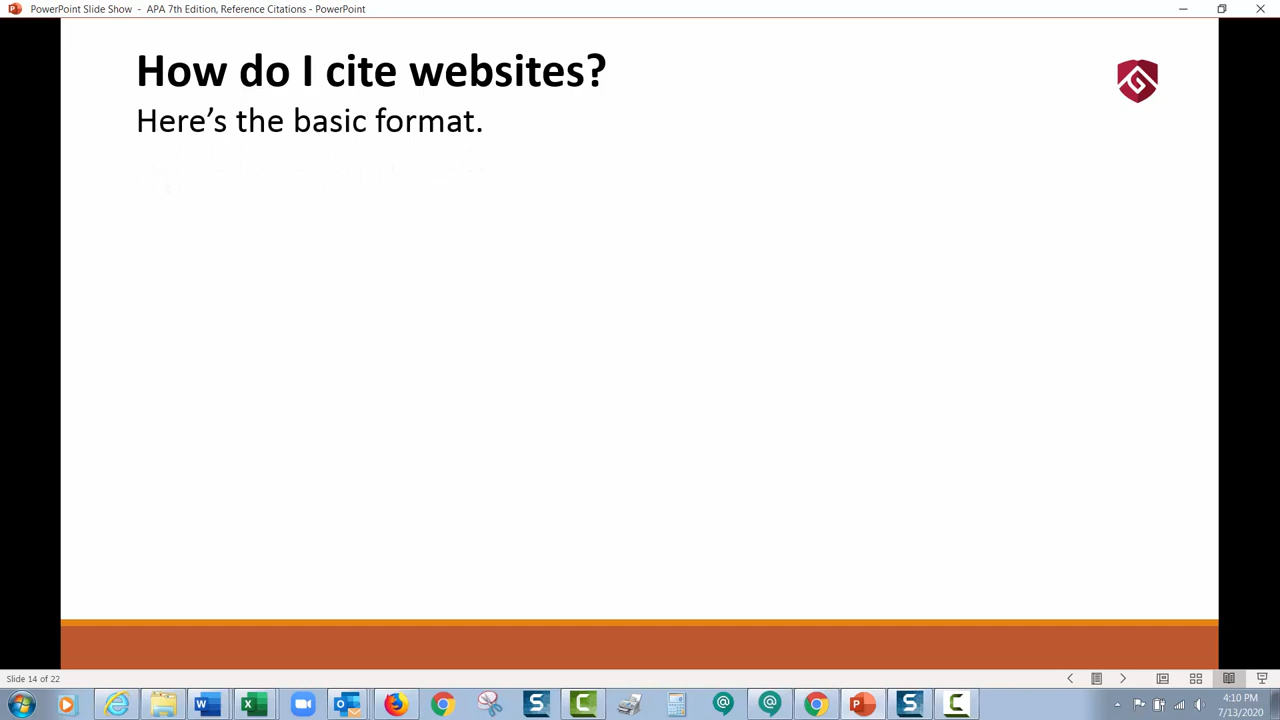 PowerPoint Slide Show - APA 7th Edition, Reference Citations - PowerPoint
How do I cite websites?
Here’s the basic format.
Slide 14 of 22
4:10 PM
7/13/2020